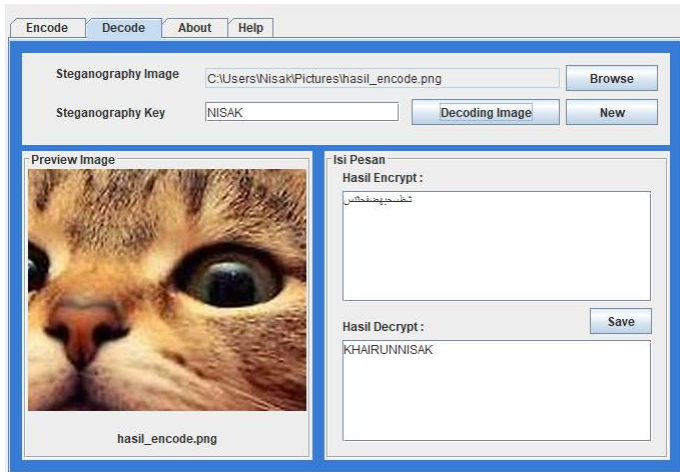 Encode Decode About Help
Steganography Image C:\Users\Nisak\Pictures\hasil_encode.png Browse
Steganography Key NISAK Decoding Image New
Preview Image
hasil_encode.png
Isi Pesan
Hasil Encrypt :
Hasil Decrypt : Save
KHAIRUNNISAK